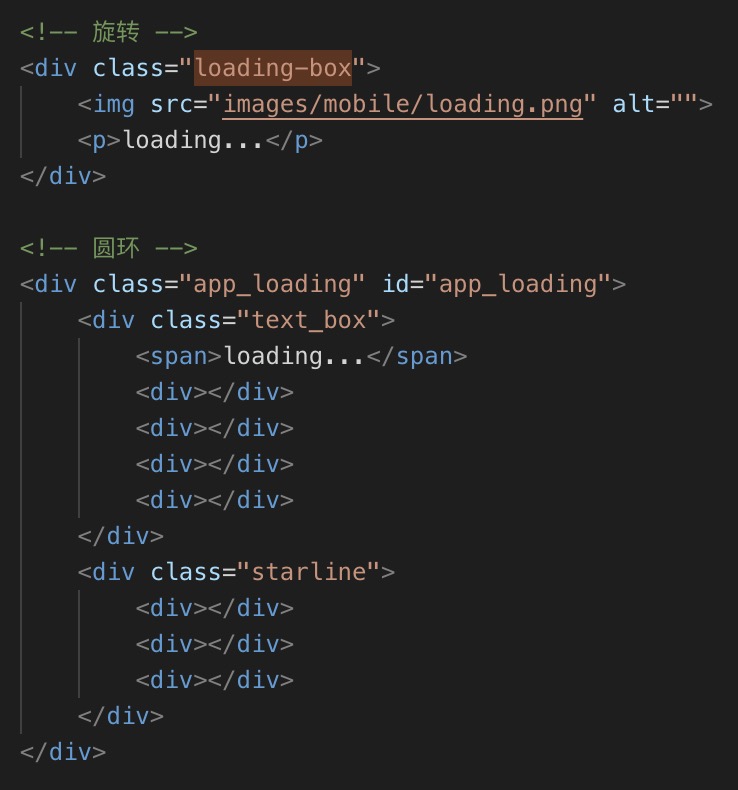 <!-- 旋转 -->
<div class="loading-box">
    <img src="images/mobile/loading.png" alt="">
    <p>loading...</p>
</div>

<!-- 圆环 -->
<div class="app_loading" id="app_loading">
    <div class="text_box">
        <span>loading...</span>
        <div></div>
        <div></div>
        <div></div>
        <div></div>
    </div>
    <div class="starline">
        <div></div>
        <div></div>
        <div></div>
    </div>
</div>